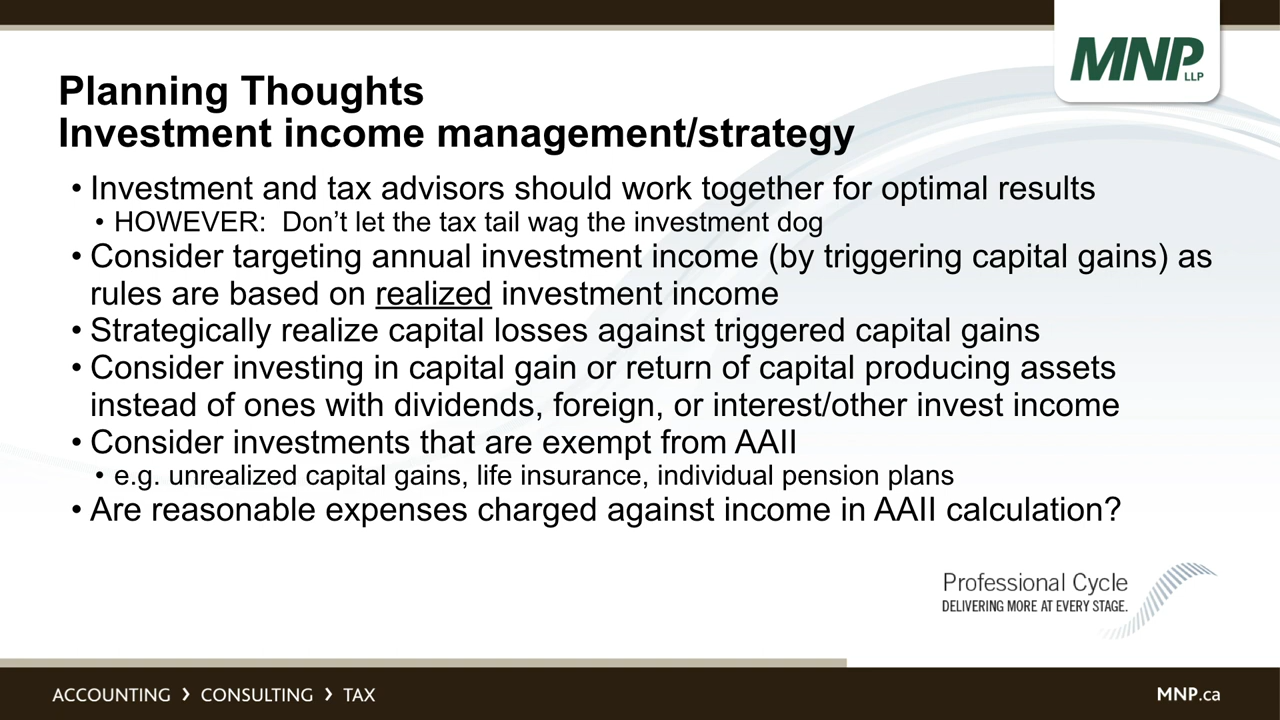 MNP
LLP
Planning Thoughts
Investment income management/strategy
• Investment and tax advisors should work together for optimal results
• HOWEVER:  Don’t let the tax tail wag the investment dog
• Consider targeting annual investment income (by triggering capital gains) as
rules are based on realized investment income
• Strategically realize capital losses against triggered capital gains
• Consider investing in capital gain or return of capital producing assets
instead of ones with dividends, foreign, or interest/other invest income
• Consider investments that are exempt from AAII
• e.g. unrealized capital gains, life insurance, individual pension plans
• Are reasonable expenses charged against income in AAII calculation?
Professional Cycle
DELIVERING MORE AT EVERY STAGE.
ACCOUNTING › CONSULTING › TAX
MNP.ca